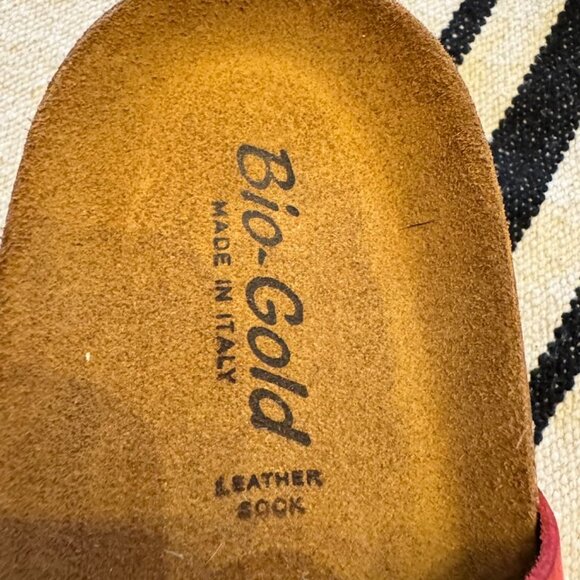 Bio-Gold
MADE IN ITALY
LEATHER
SOCK